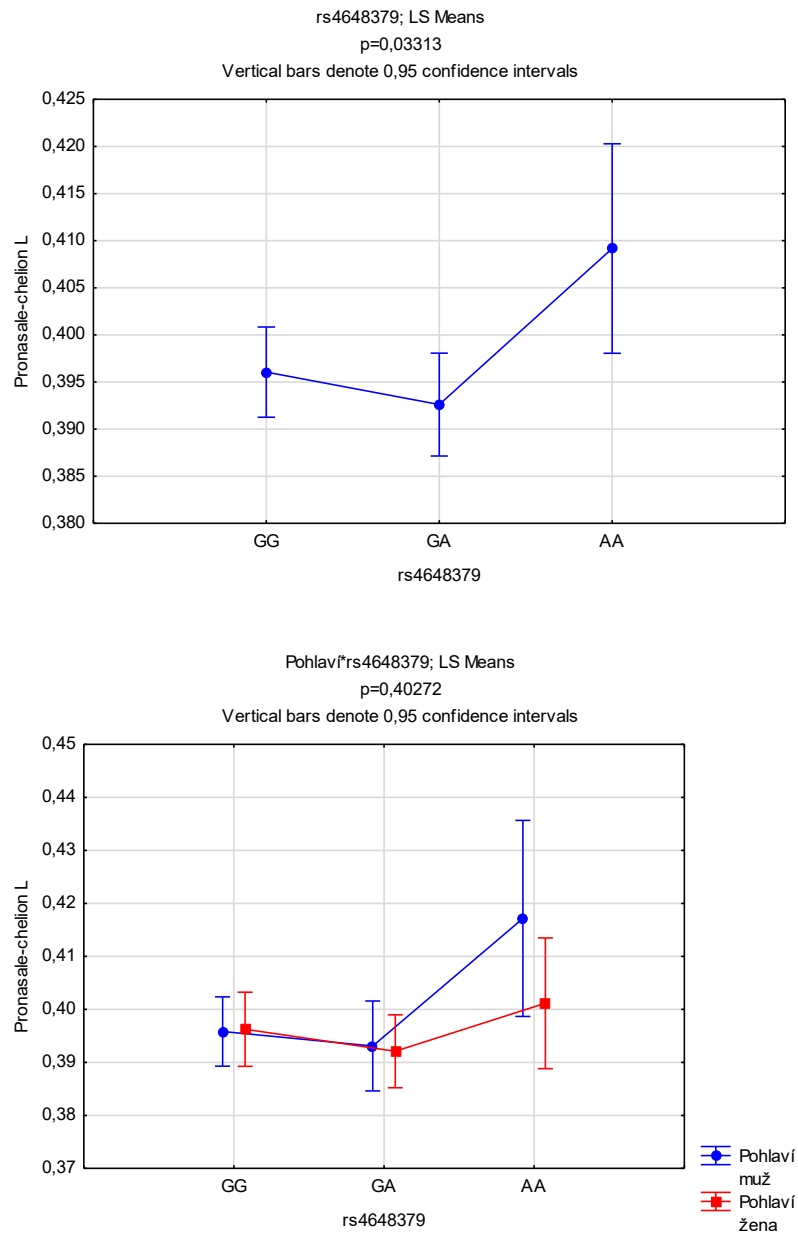 rs4648379; LS Means
p=0,03313
Vertical bars denote 0,95 confidence intervals
0,425
0,420
0,415
0,410
0,405
0,400
0,395
0,390
0,385
0,380
Pronasale-chelion L
GG GA AA
rs4648379
Pohlaví*rs4648379; LS Means
p=0,40272
Vertical bars denote 0,95 confidence intervals
0,45
0,44
0,43
0,42
0,41
0,40
0,39
0,38
0,37
Pronasale-chelion L
GG GA AA
rs4648379
Pohlaví
muž
Pohlaví
žena